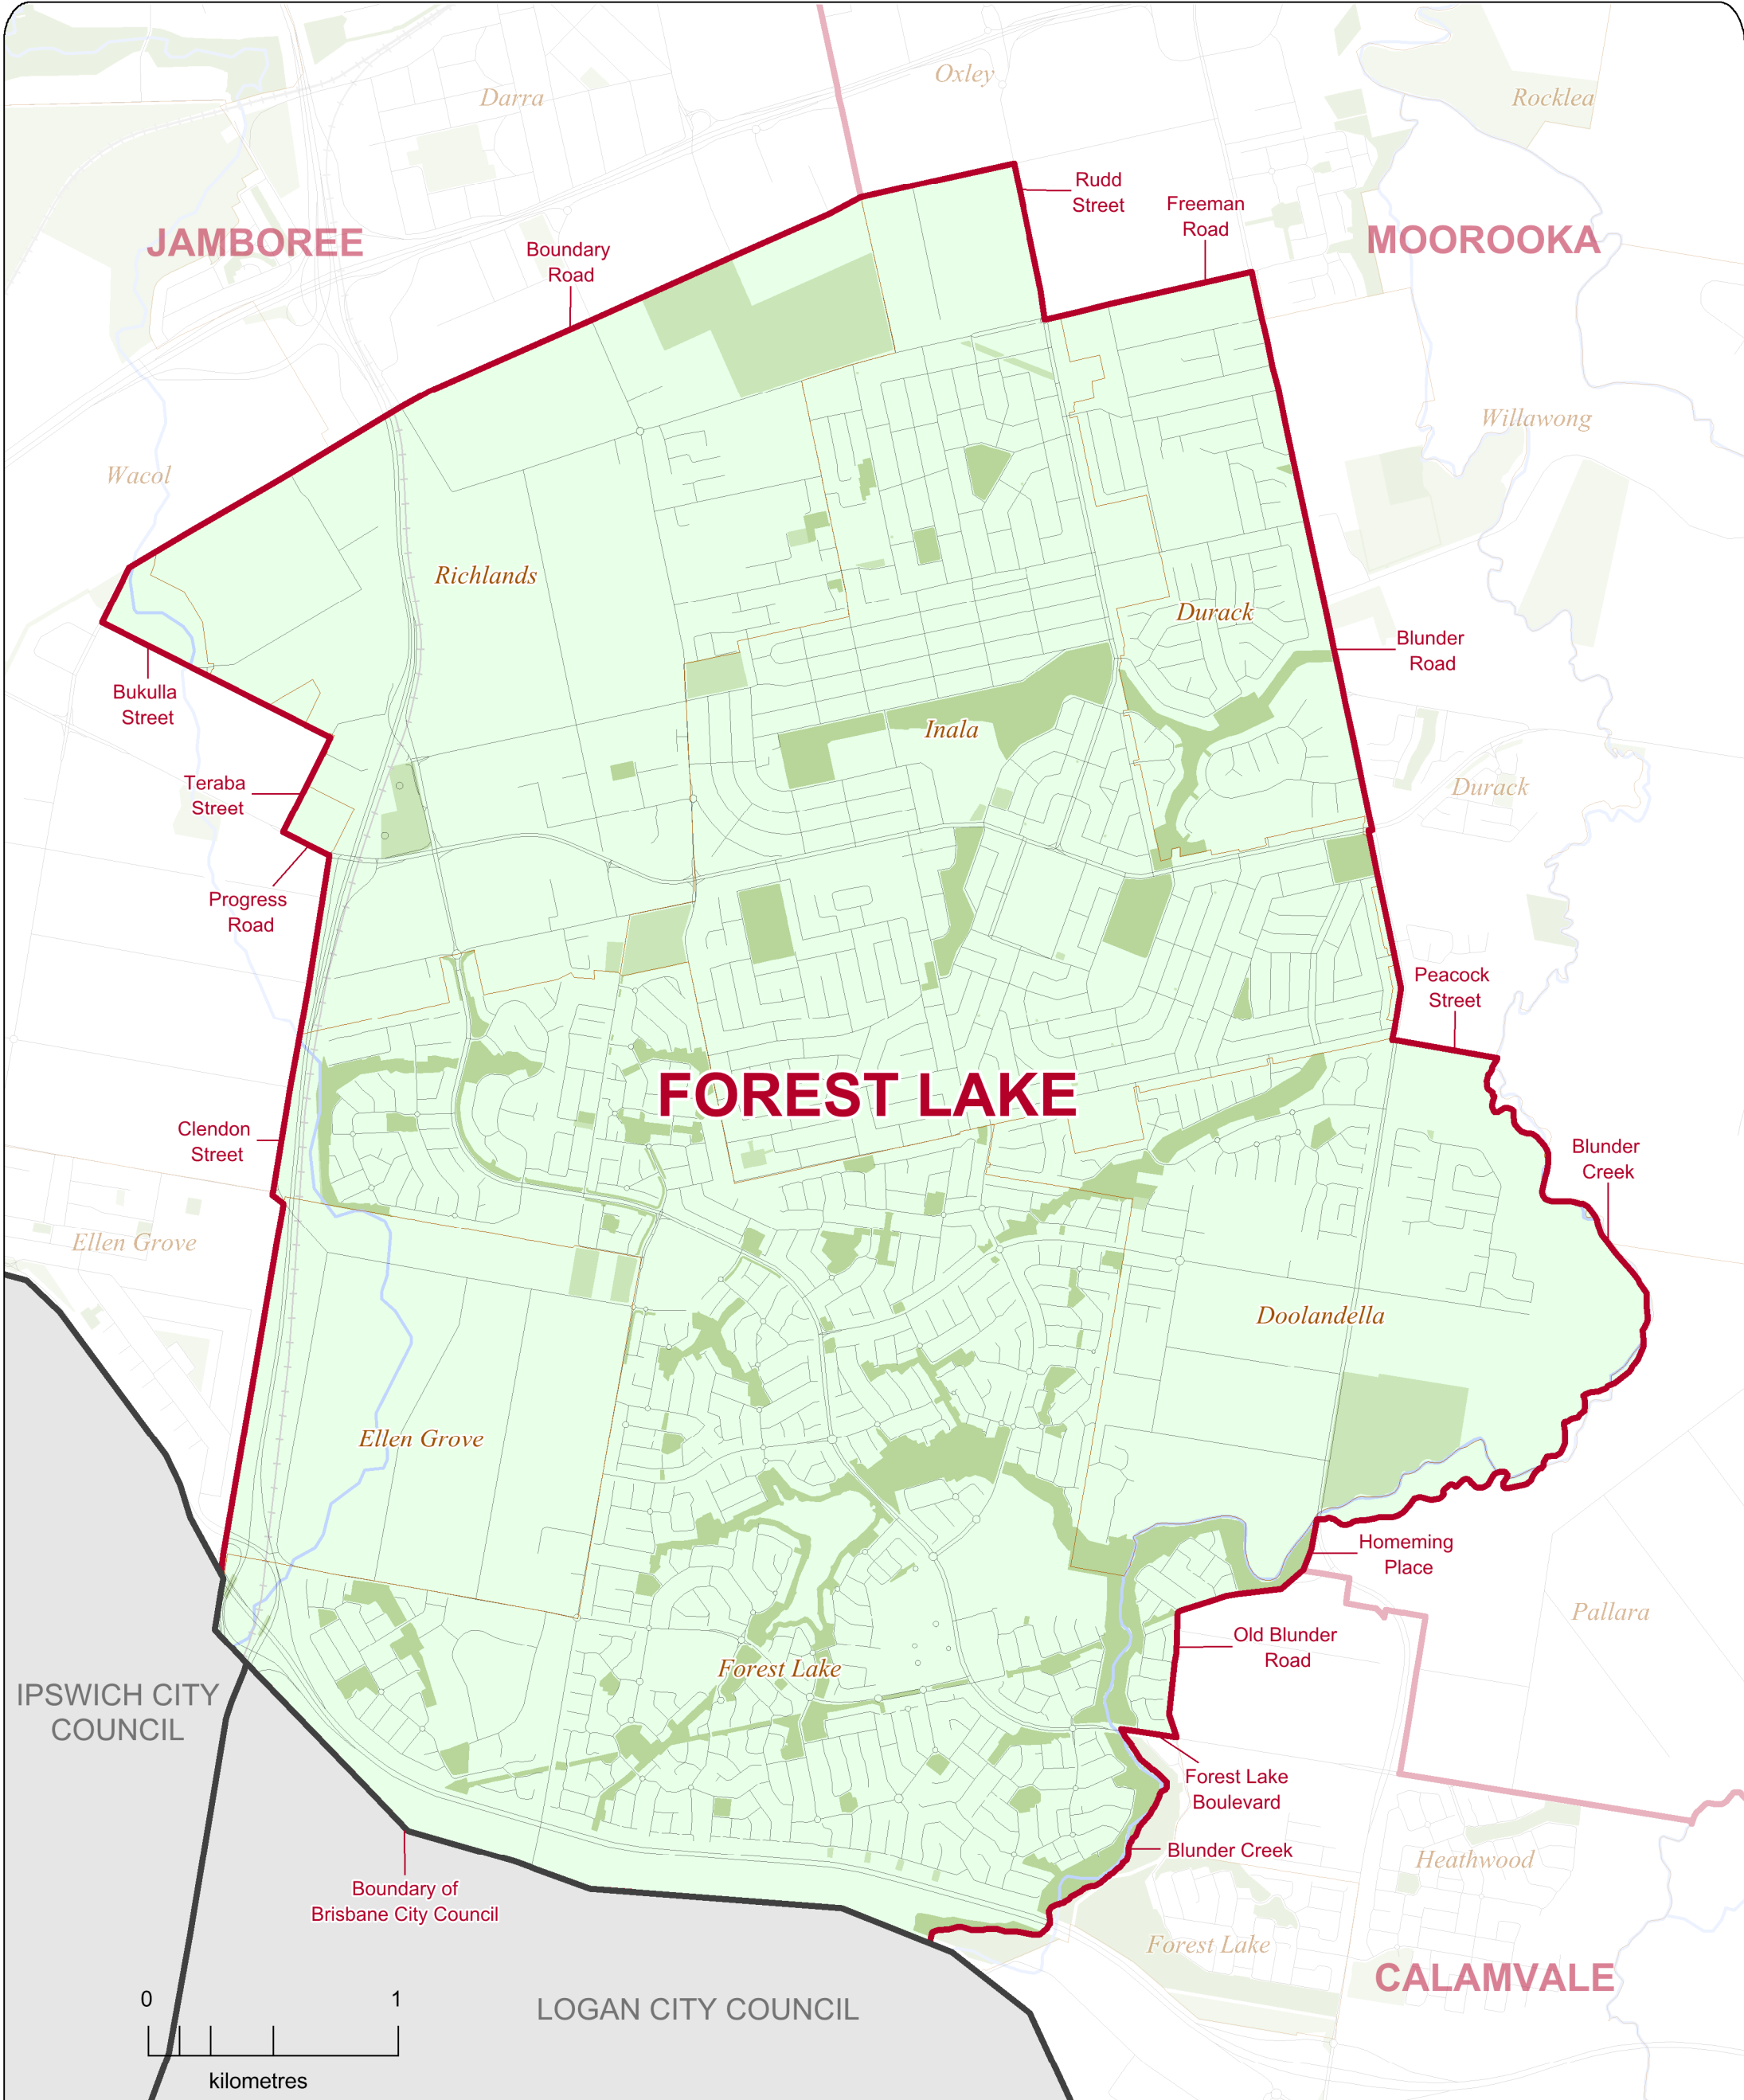 Oxley
Darra
Rocklea
Rudd
Street
Freeman
Road
JAMBOREE
MOOROOKA
Boundary
Road
Willawong
Wacol
Richlands
Durack
Blunder
Road
Bukulla
Street
Inala
Teraba
Street
Durack
Progress
Road
Peacock
Street
FOREST LAKE
Clendon
Street
Blunder
Creek
Ellen Grove
Doolandella
Ellen Grove
Homeming
Place
Pallara
Old Blunder
Road
Forest Lake
IPSWICH CITY
COUNCIL
Forest Lake
Boulevard
Blunder Creek
Heathwood
Boundary of
Brisbane City Council
Forest Lake
CALAMVALE
0 1
LOGAN CITY COUNCIL
kilometres